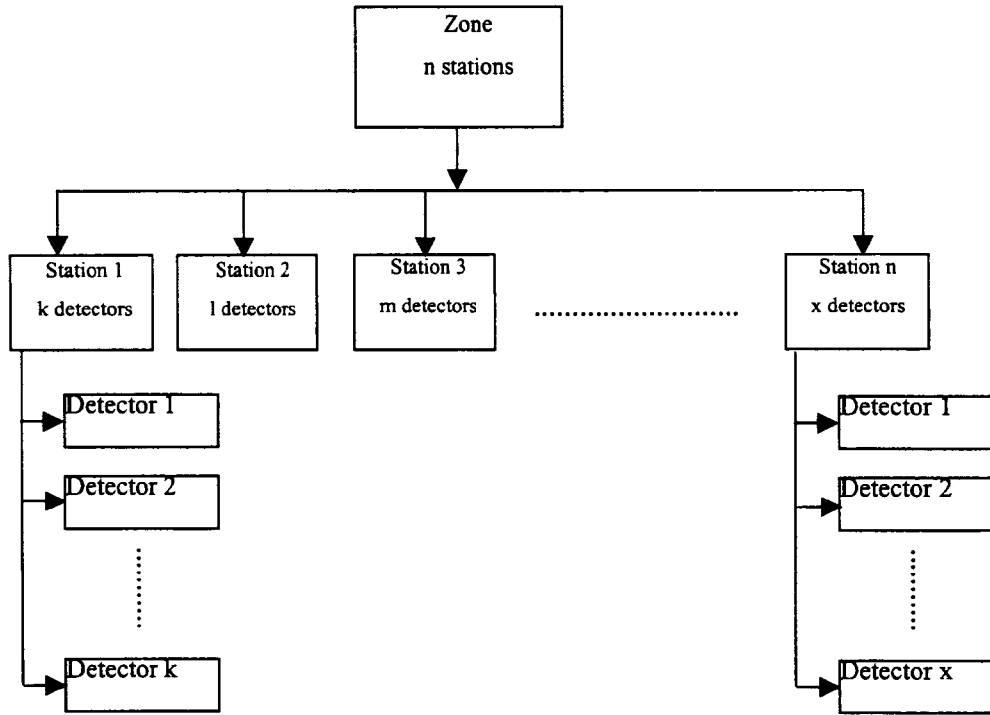 Zone
n stations
Station 1
k detectors
Station 2
l detectors
Station 3
m detectors
Station n
x detectors
Detector 1
Detector 2
Detector k
Detector 1
Detector 2
Detector x